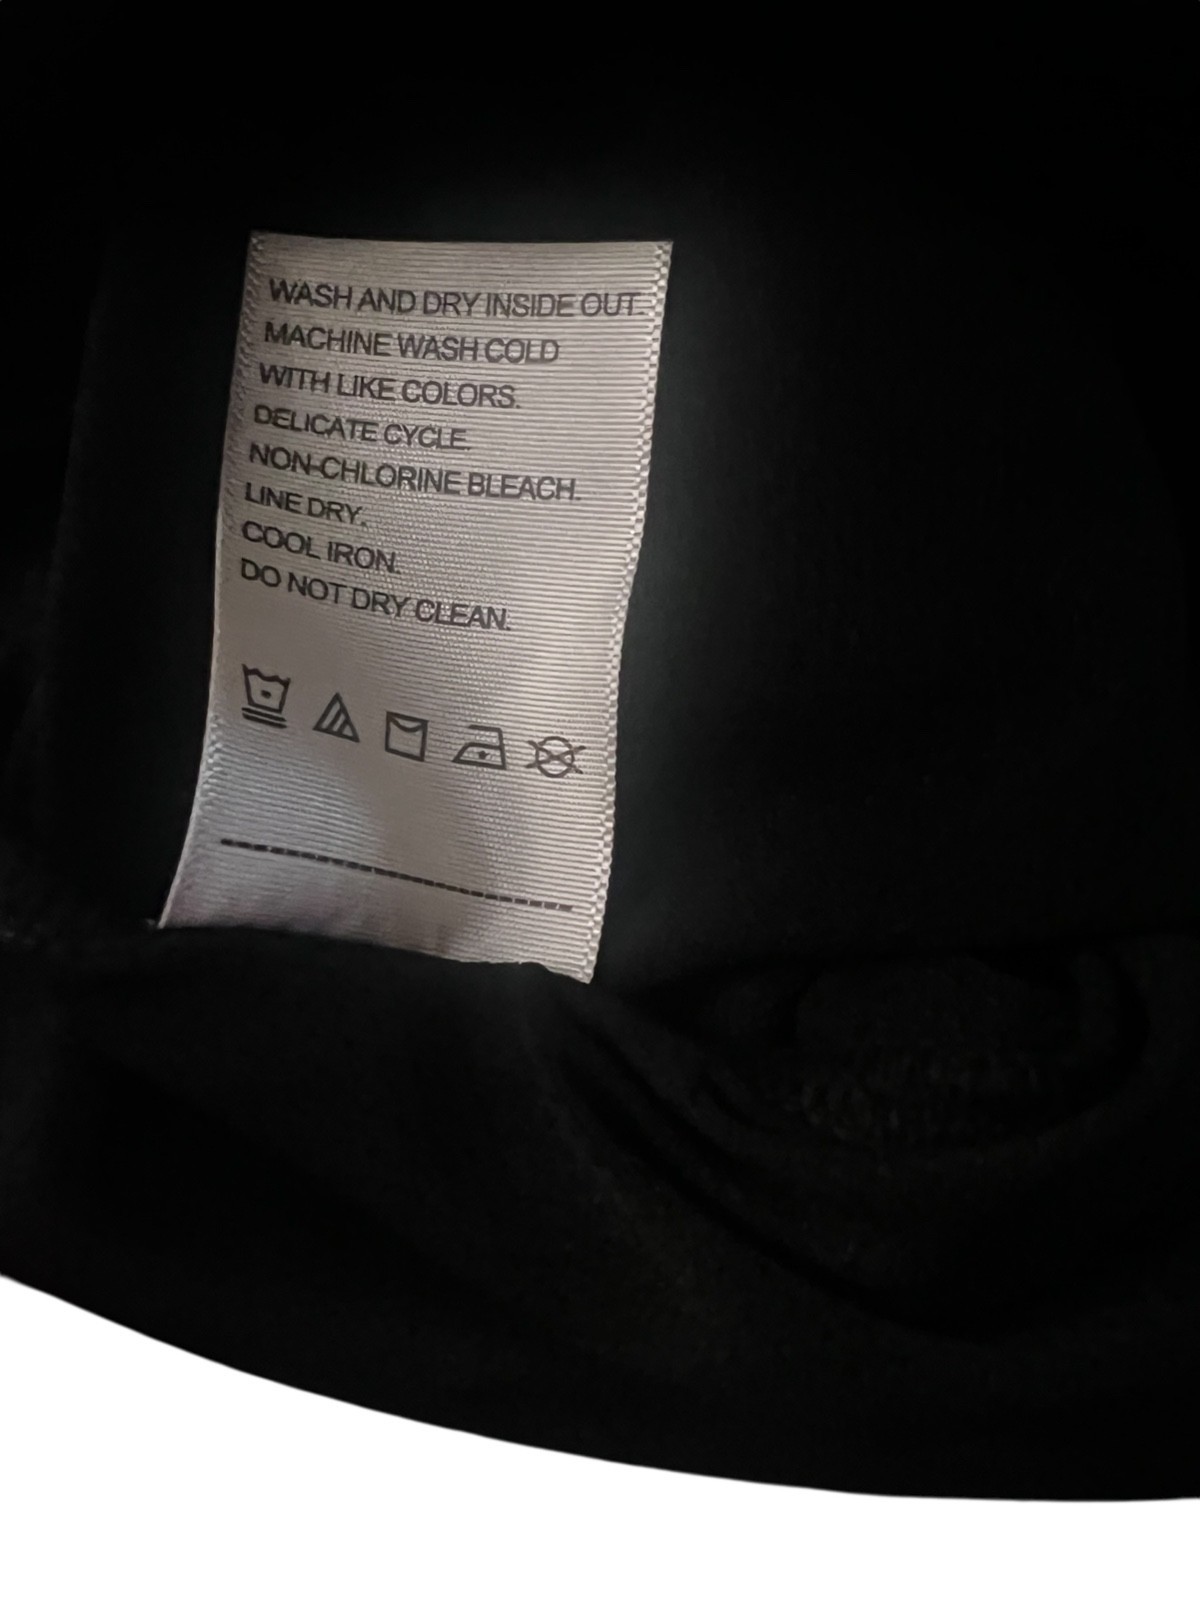 WASH AND DRY INSIDE OUT.
MACHINE WASH COLD
WITH LIKE COLORS.
DELICATE CYCLE.
NON-CHLORINE BLEACH.
LINE DRY.
COOL IRON.
DO NOT DRY CLEAN.